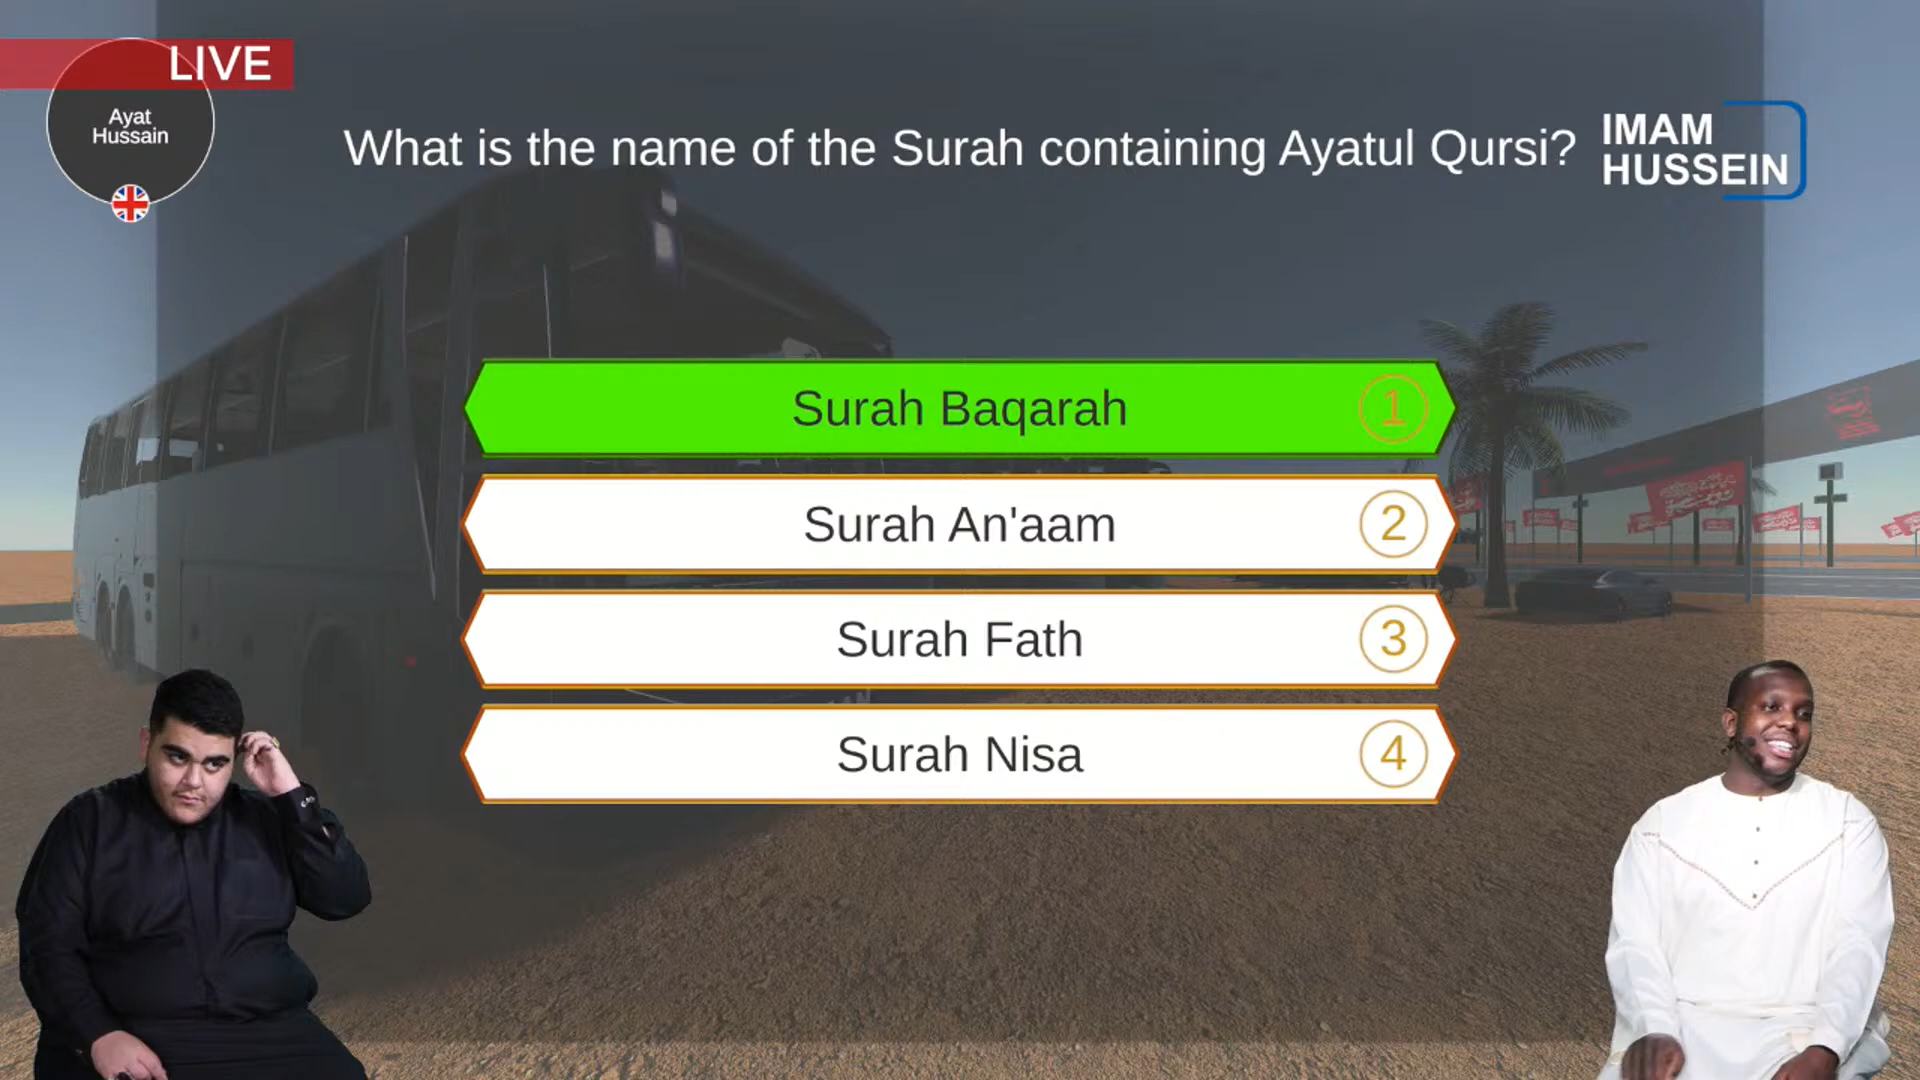 LIVE
Ayat
Hussain
What is the name of the Surah containing Ayatul Qursi?
IMAM
HUSSEIN
Surah Baqarah 1
Surah An'aam 2
Surah Fath 3
Surah Nisa 4